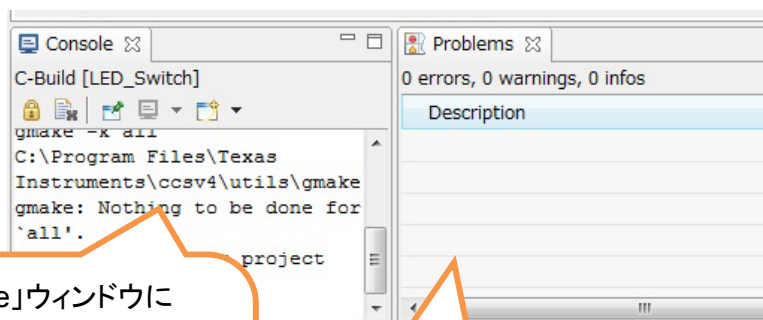 Console
C-Build [LED_Switch]
gmake -k all
C:\Program Files\Texas
Instruments\ccsv4\utils\gmake
gmake: Nothing to be done for
`all'.
project
e」ウィンドウに
Problems
0 errors, 0 warnings, 0 infos
Description